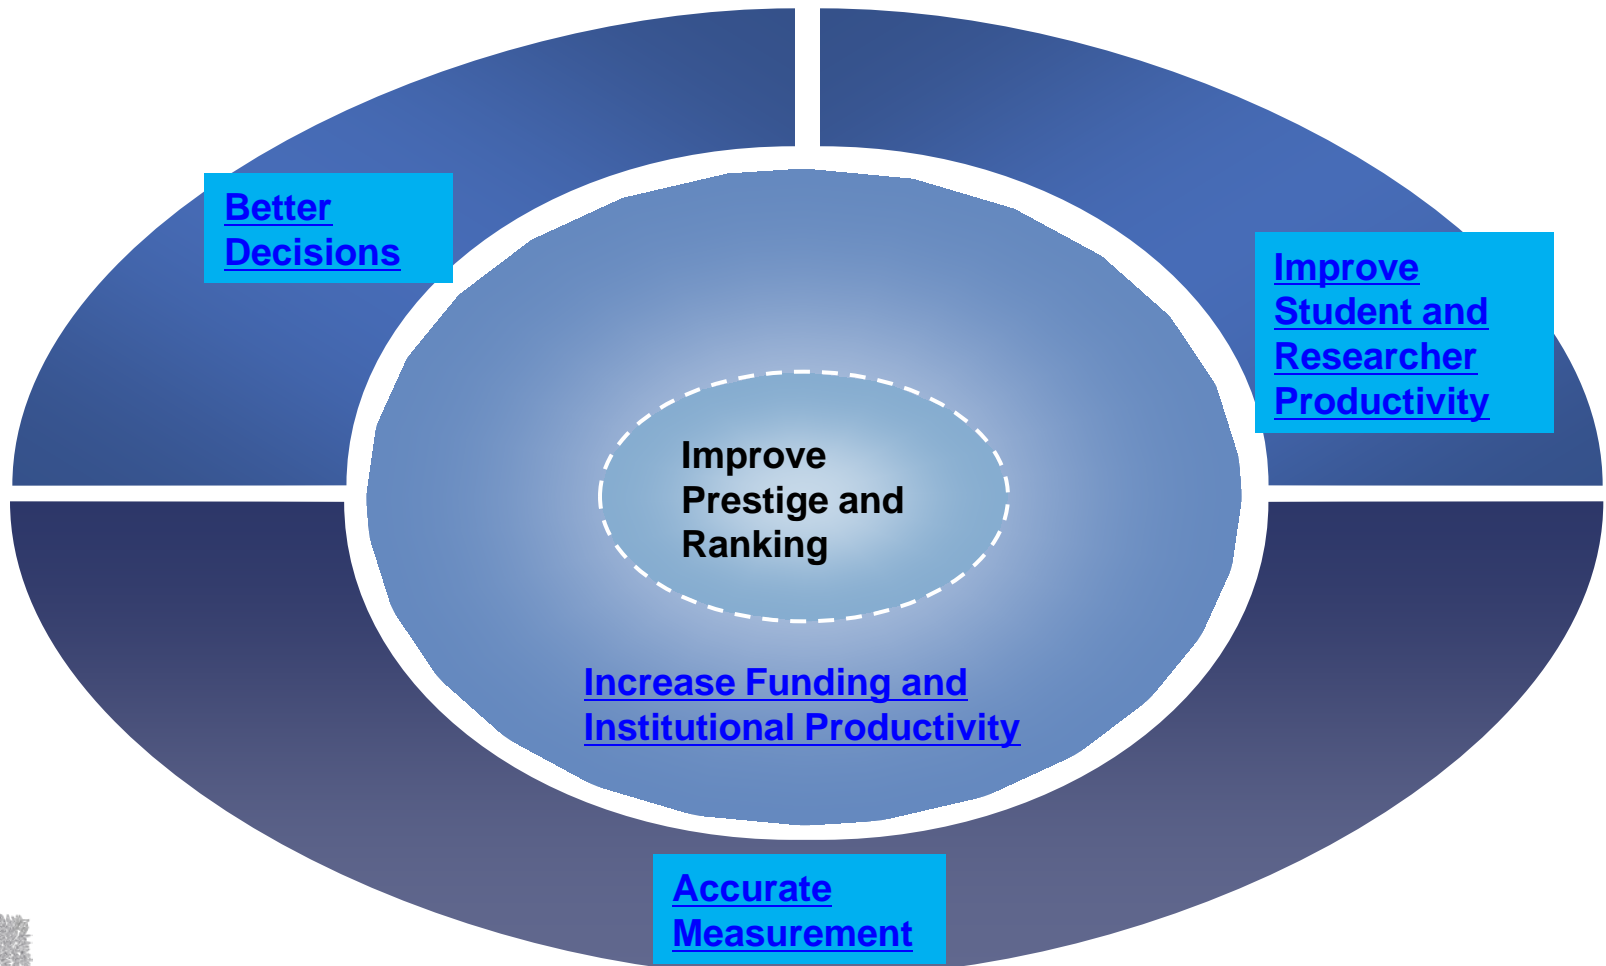 Better
Decisions
Improve
Student and
Researcher
Productivity
Improve
Prestige and
Ranking
Increase Funding and
Institutional Productivity
Accurate
Measurement